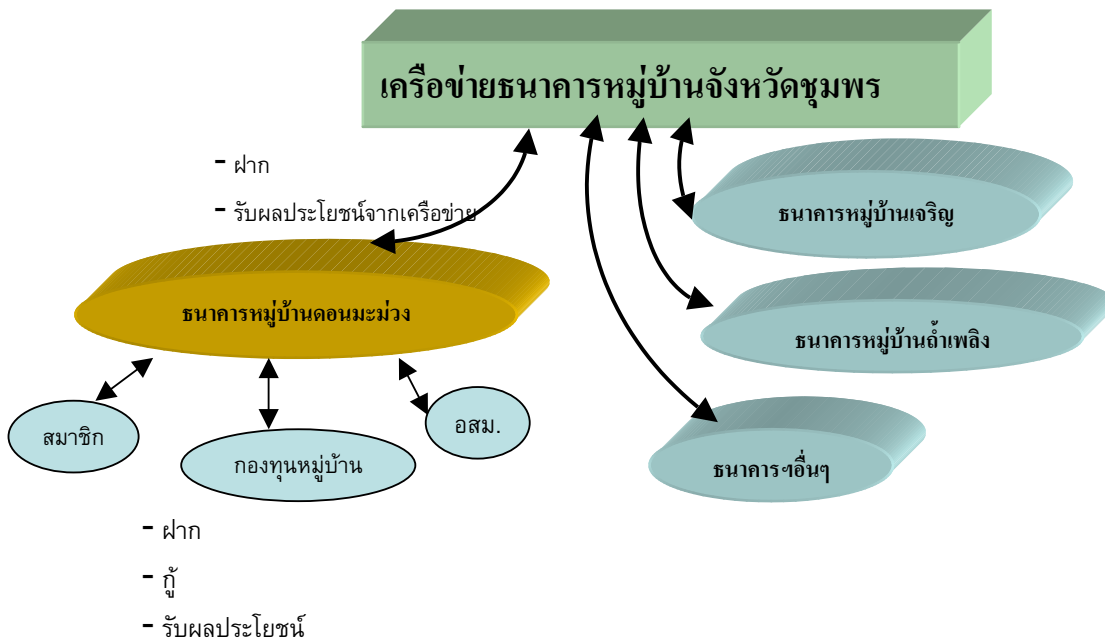 เครือข่ายธนาคารหมู่บ้านจังหวัดชุมพร
- ฝาก
- รับผลประโยชน์จากเครือข่าย
ธนาคารหมู่บ้านเจริญ
ธนาคารหมู่บ้านดอนมะม่วง
ธนาคารหมู่บ้านถ้ำเพลิง
สมาชิก
กองทุนหมู่บ้าน
อสม.
ธนาคารฯอื่นๆ
- ฝาก
- กู้
- รับผลประโยชน์